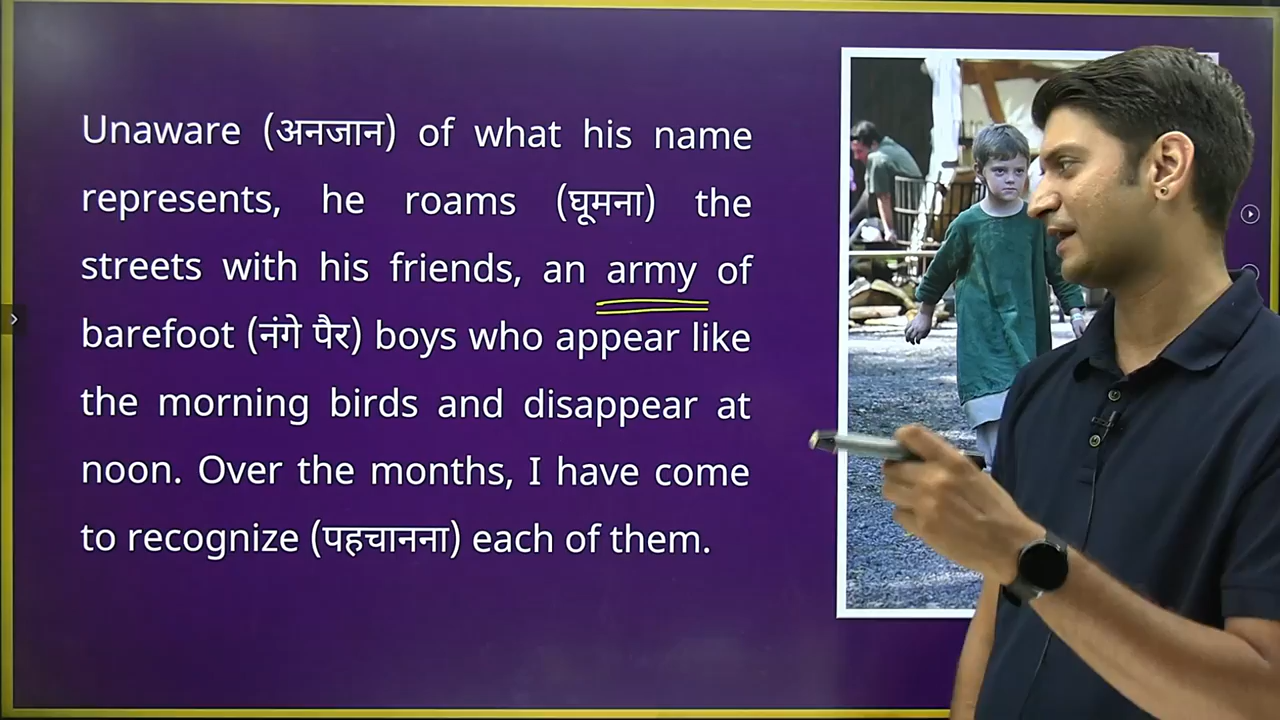 Unaware (अनजान) of what his name
represents, he roams (घूमना) the
streets with his friends, an army of
barefoot (नंगे पैर) boys who appear like
the morning birds and disappear at
noon. Over the months, I have come
to recognize (पहचानना) each of them.